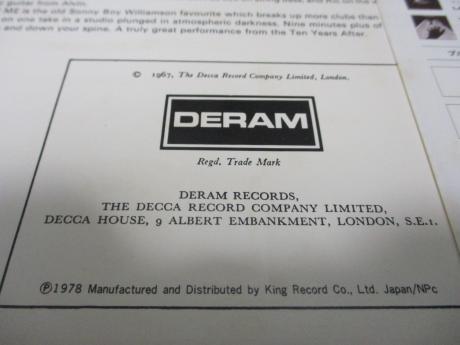 guitar from Alvin.
ME is the old Sonny Boy Williamson favourite which breaks up more clubs than
on one take in a studio plunged in atmospheric darkness. Nine minutes plus of
and down your spine. A truly great performance from the Ten Years After.
© 1967, The Decca Record Company Limited, London.
DERAM
Regd. Trade Mark
DERAM RECORDS,
THE DECCA RECORD COMPANY LIMITED,
DECCA HOUSE, 9 ALBERT EMBANKMENT, LONDON, S.E.1.
Ⓟ1978 Manufactured and Distributed by King Record Co., Ltd. Japan/NPc